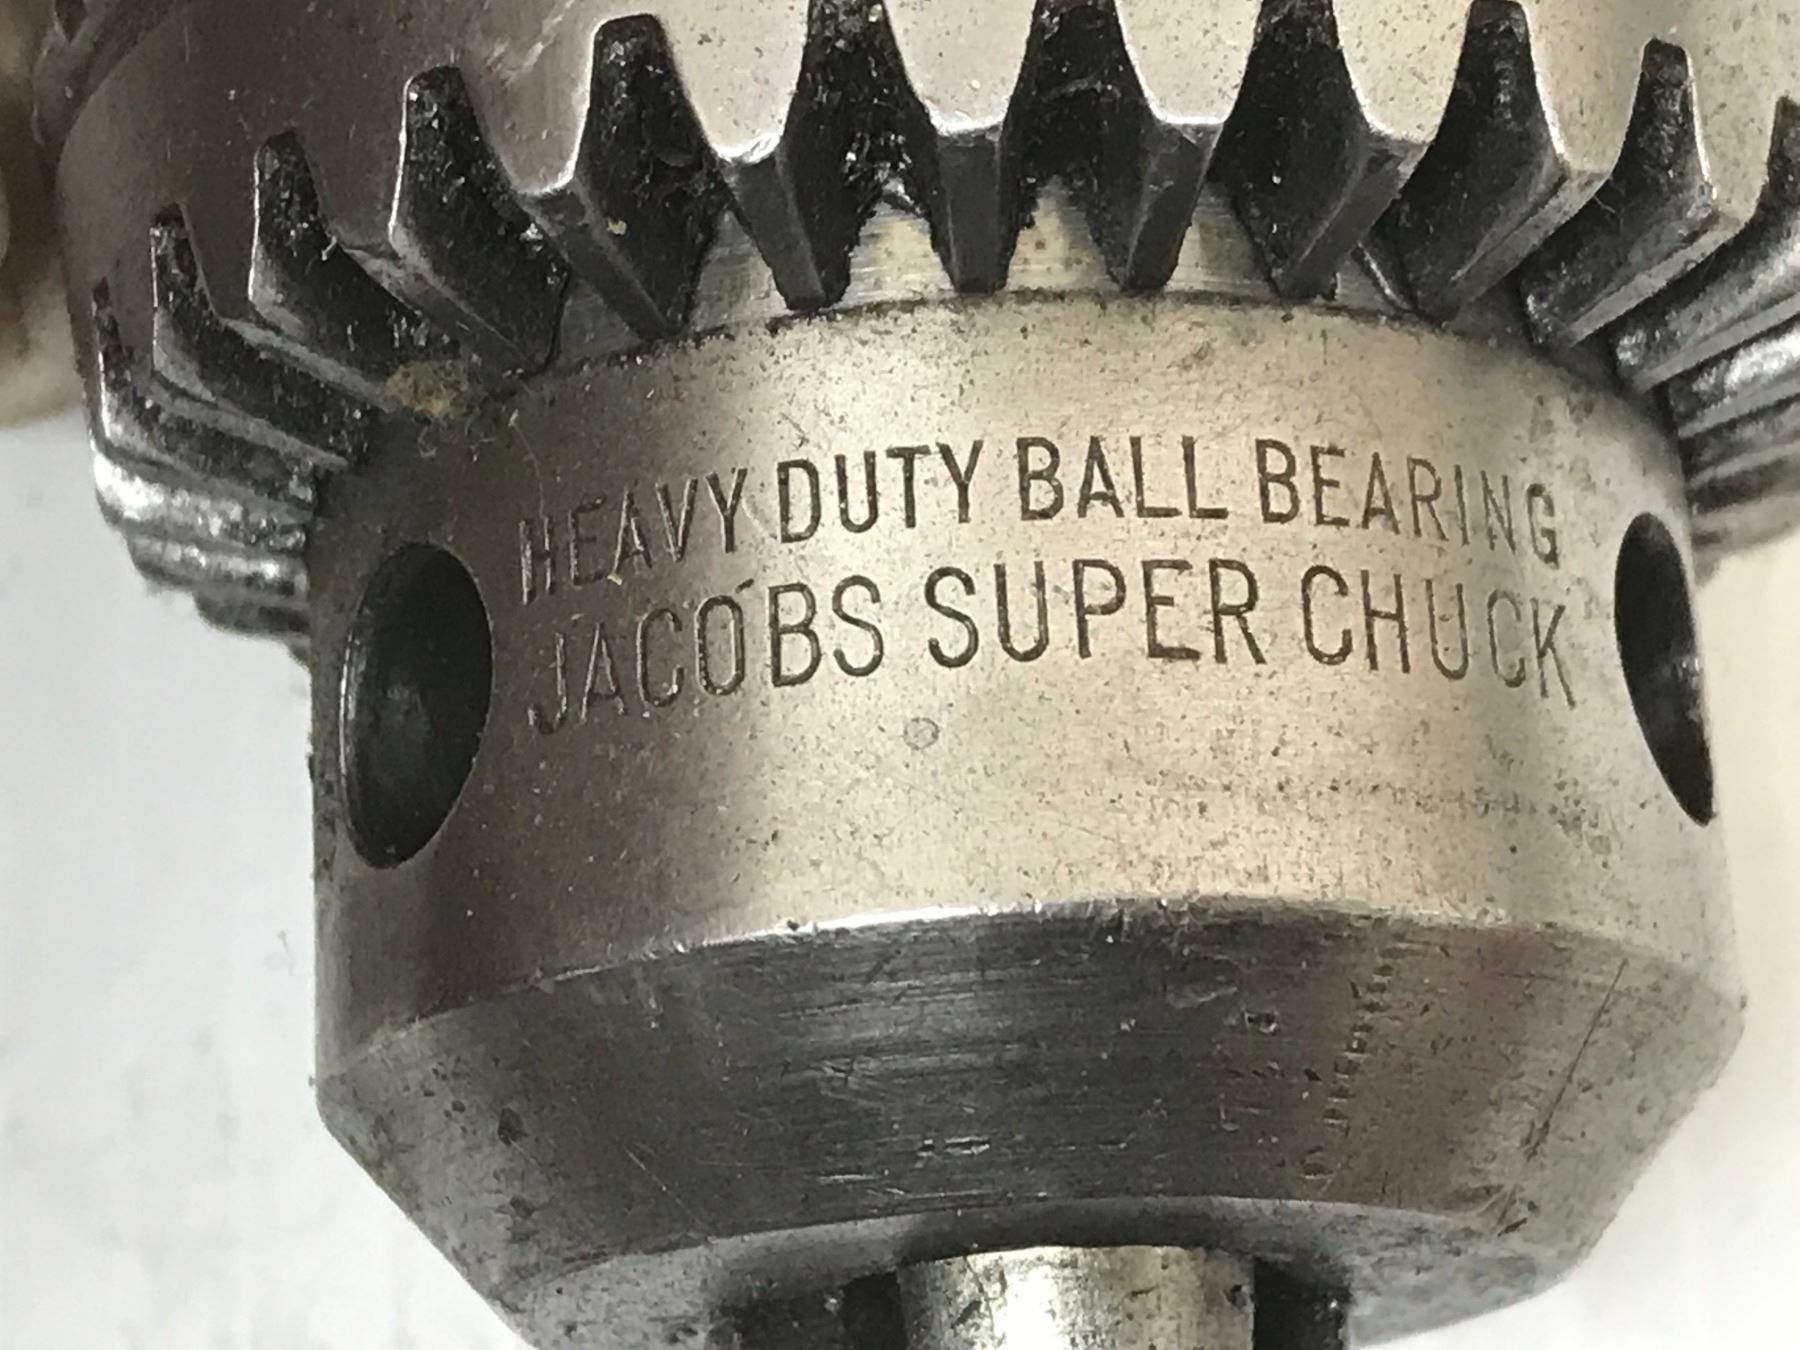 HEAVY DUTY BALL BEARING
JACOBS SUPER CHUCK